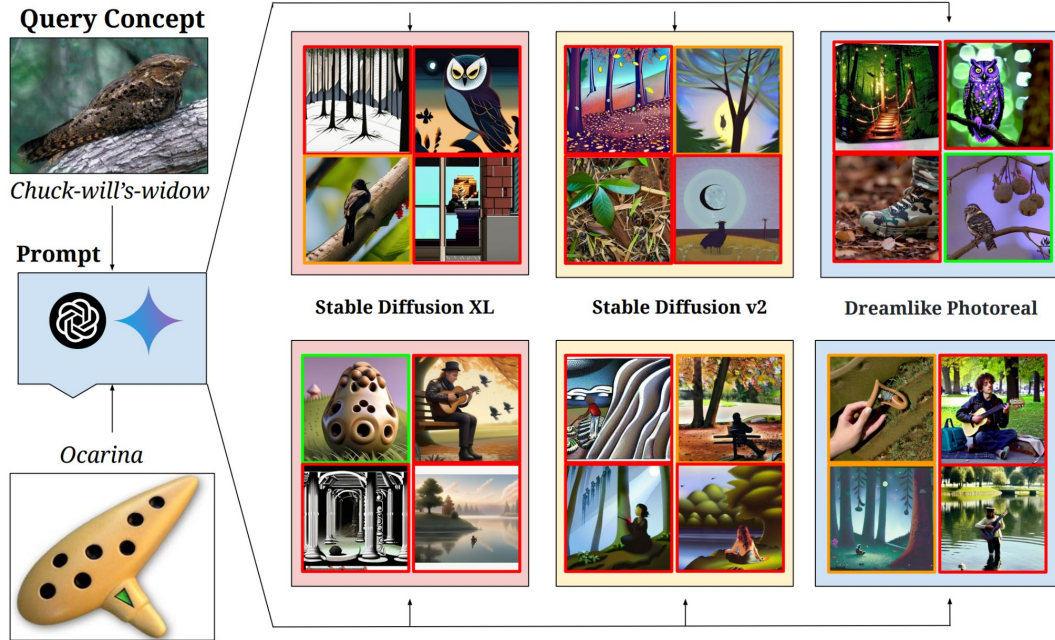 Query Concept
Chuck-will's-widow
Prompt
Stable Diffusion XL
Stable Diffusion v2
Dreamlike Photoreal
Ocarina